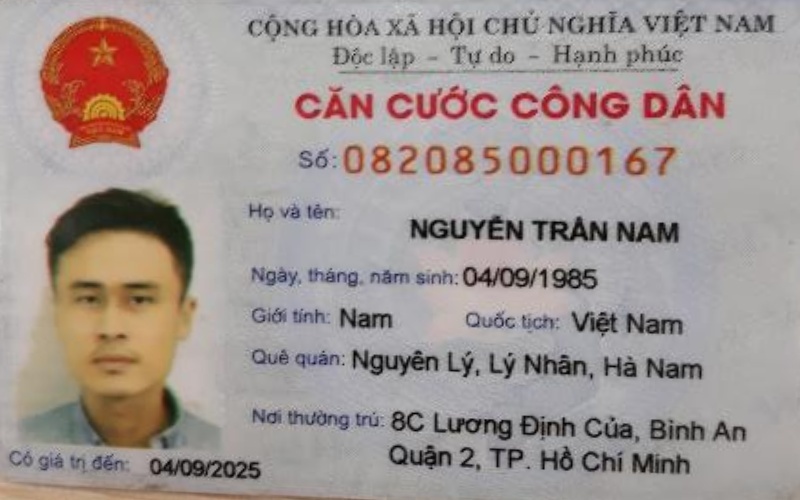 CỘNG HÒA XÃ HỘI CHỦ NGHĨA VIỆT NAM
Độc lập - Tự do - Hạnh phúc
CĂN CƯỚC CÔNG DÂN
Số: 082085000167
Họ và tên:
NGUYỄN TRẦN NAM
Ngày, tháng, năm sinh: 04/09/1985
Giới tính: Nam Quốc tịch: Việt Nam
Quê quán: Nguyên Lý, Lý Nhân, Hà Nam
Nơi thường trú: 8C Lương Định Của, Bình An
Quận 2, TP. Hồ Chí Minh
Có giá trị đến: 04/09/2025